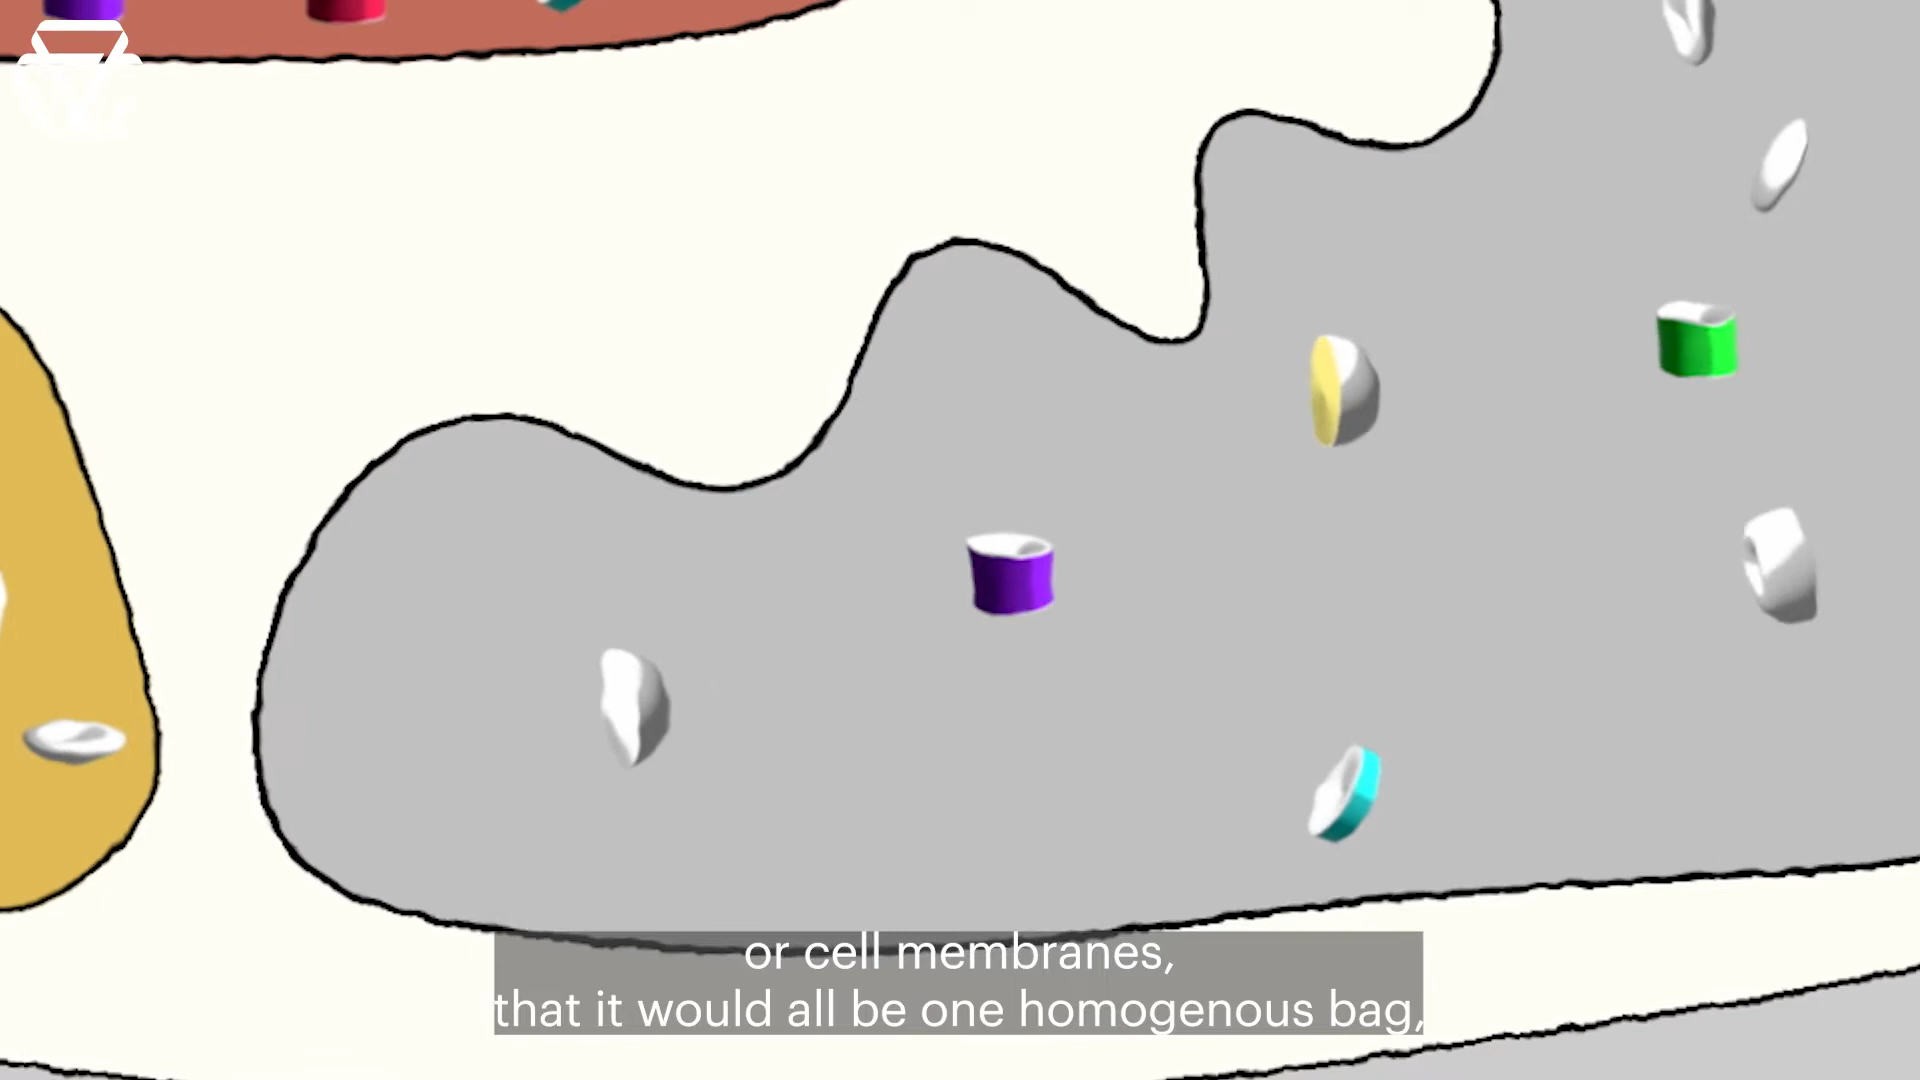 or cell membranes,
that it would all be one homogenous bag,